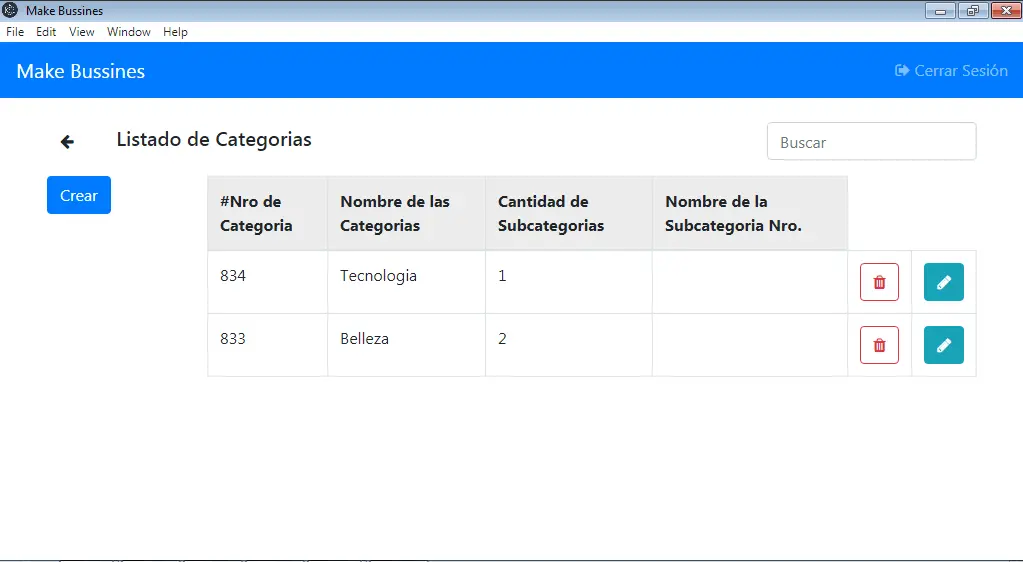 Make Bussines
File Edit View Window Help
Make Bussines
Cerrar Sesión
Listado de Categorias
Buscar
Crear
#Nro de Categoria
Nombre de las Categorias
Cantidad de Subcategorias
Nombre de la Subcategoria Nro.
834 Tecnologia 1
833 Belleza 2